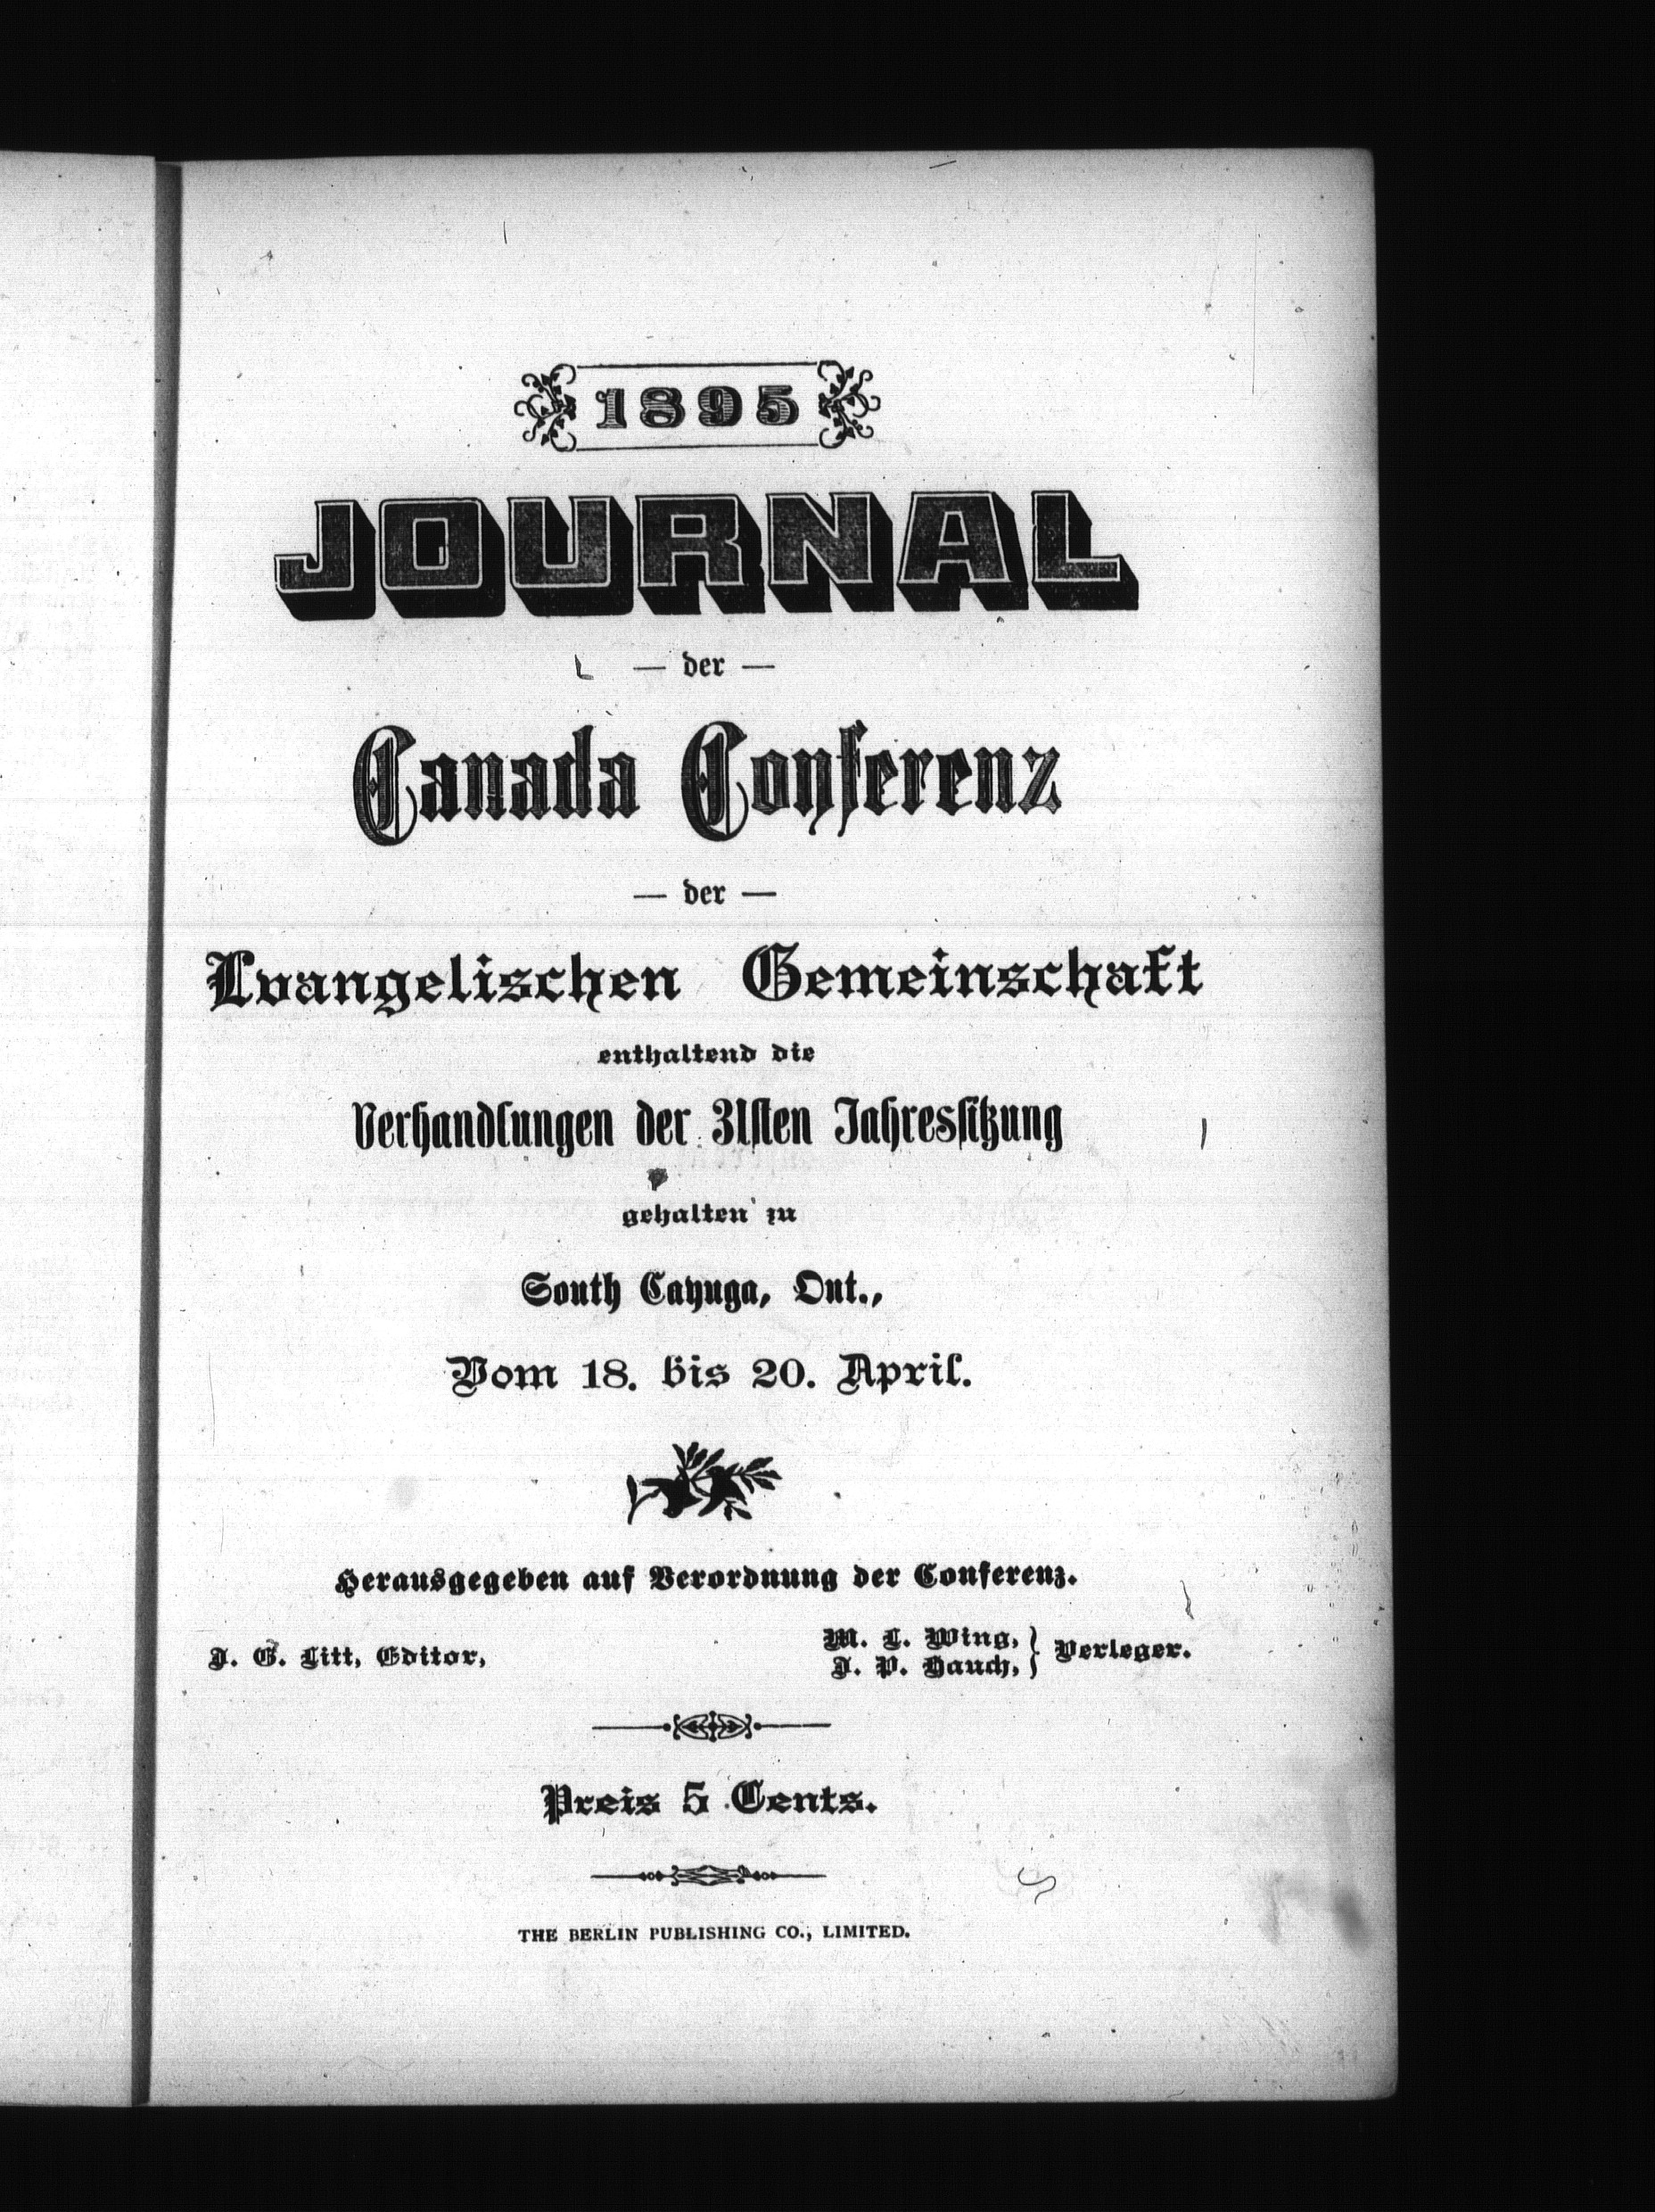 1895
JOURNAL
— der —
Canada Conferenz
— der —
Evangelischen Gemeinschaft
enthaltend die
Verhandlungen der 31sten Jahressitzung
gehalten zu
South Cayuga, Ont.,
Vom 18. bis 20. April.
Herausgegeben auf Verordnung der Conferenz.
J. G. Litt, Editor,
M. L. Wing,
J. P. Hauch, } Verleger.
Preis 5 Cents.
THE BERLIN PUBLISHING CO., LIMITED.